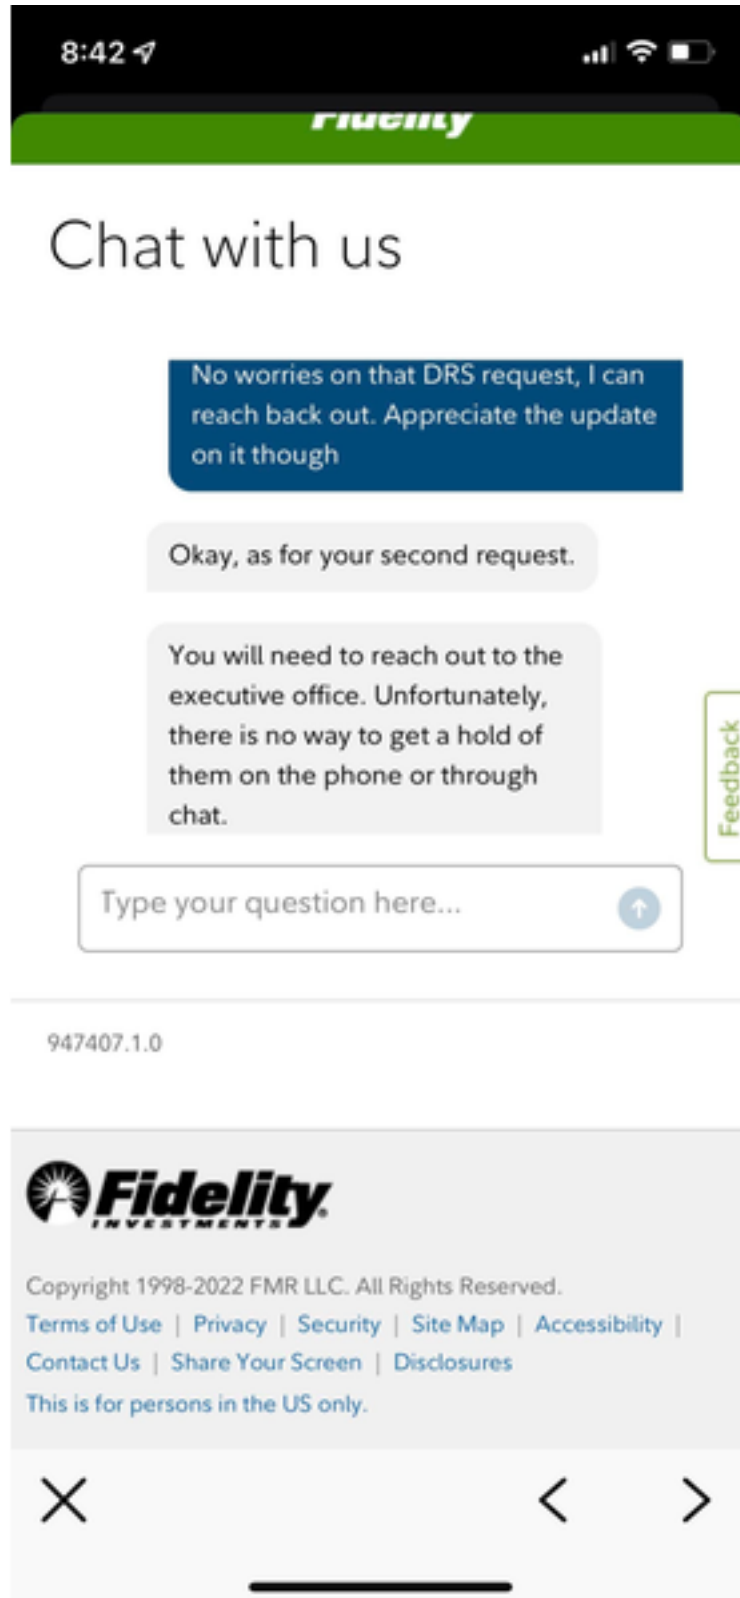 8:42
Fidelity
Chat with us
No worries on that DRS request, I can
reach back out. Appreciate the update
on it though
Okay, as for your second request.
You will need to reach out to the
executive office. Unfortunately,
there is no way to get a hold of
them on the phone or through
chat.
Feedback
Type your question here...
947407.1.0
Fidelity
INVESTMENTS
Copyright 1998-2022 FMR LLC. All Rights Reserved.
Terms of Use | Privacy | Security | Site Map | Accessibility |
Contact Us | Share Your Screen | Disclosures
This is for persons in the US only.